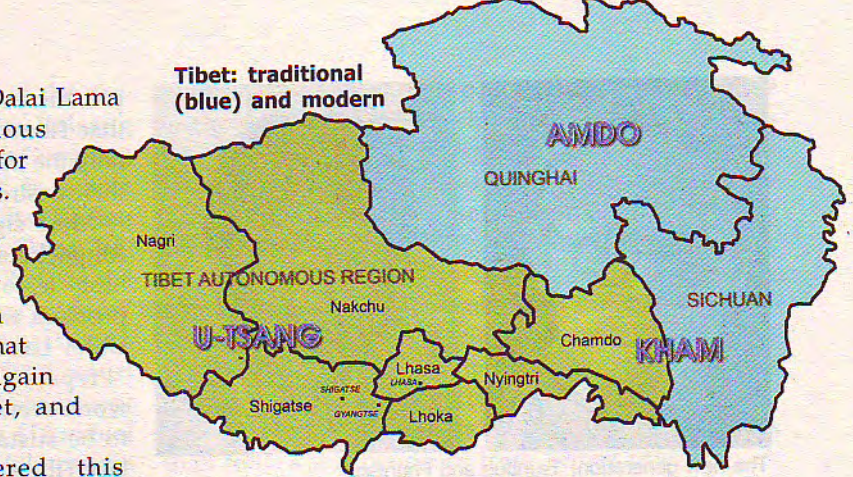 Dalai Lama
ious
for
s.
hat
gain
et, and
ered this
Tibet: traditional
(blue) and modern
AMDO
QUINGHAI
Nagri
TIBET AUTONOMOUS REGION
Nakchu
SICHUAN
U-TSANG
Chamdo
KHAM
Lhasa
LHASA
Nyingtri
SHIGATSE
Shigatse
GYANGTSE
Lhoka